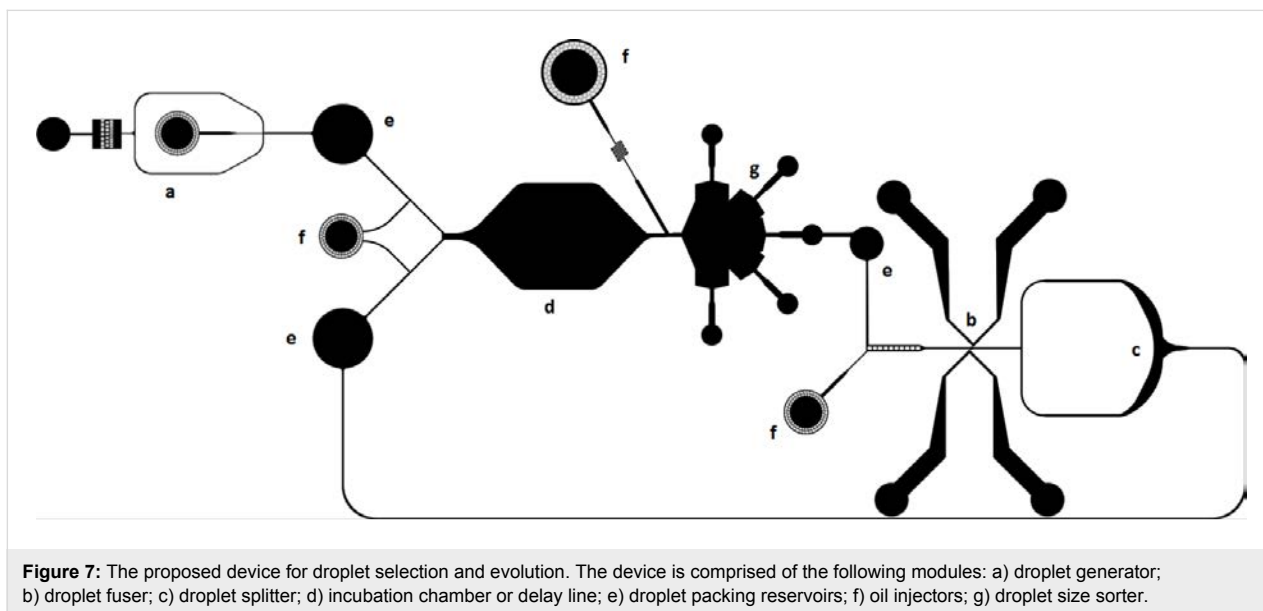 f
e
a
g
f
e
b
c
e
d
f
Figure 7: The proposed device for droplet selection and evolution. The device is comprised of the following modules: a) droplet generator;
b) droplet fuser; c) droplet splitter; d) incubation chamber or delay line; e) droplet packing reservoirs; f) oil injectors; g) droplet size sorter.